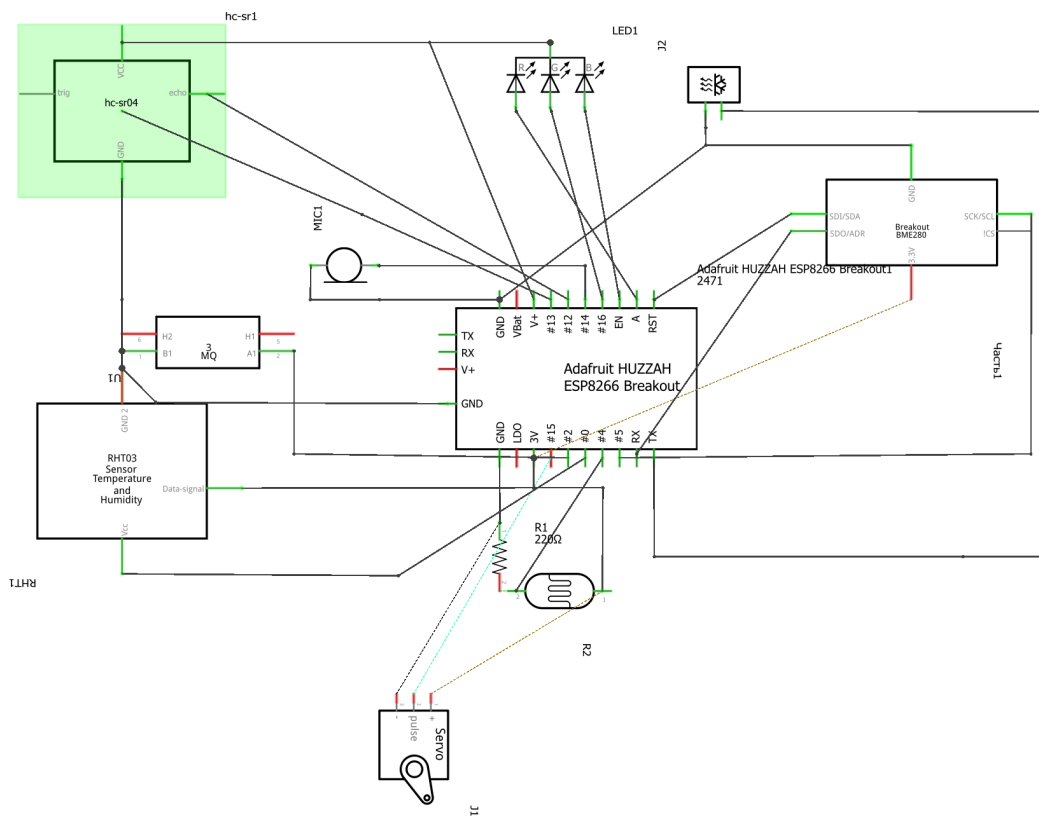 hc-sr1
VCC
trig
hc-sr04
echo
GND
LED1
R
G
B
J2
MIC1
GND
SDI/SDA
SDO/ADR
Breakout
BME280
SCK/SCL
!CS
3.3V
Adafruit HUZZAH ESP8266 Breakout1
2471
Часть1
GND
VBat
V+
#13
#12
#14
#16
EN
A
RST
TX
RX
V+
GND
Adafruit HUZZAH
ESP8266 Breakout
GND
LDO
3V
#15
#2
#0
#4
#5
RX
TX
6
H2
H1
5
1
B1
3
MQ
A1
2
U1
GND 2
RHT03
Sensor
Temperature
and
Humidity
Data-signal
Vcc
RHT1
R1
220Ω
1
2
2
1
R2
-
pulse
+
Servo
J1